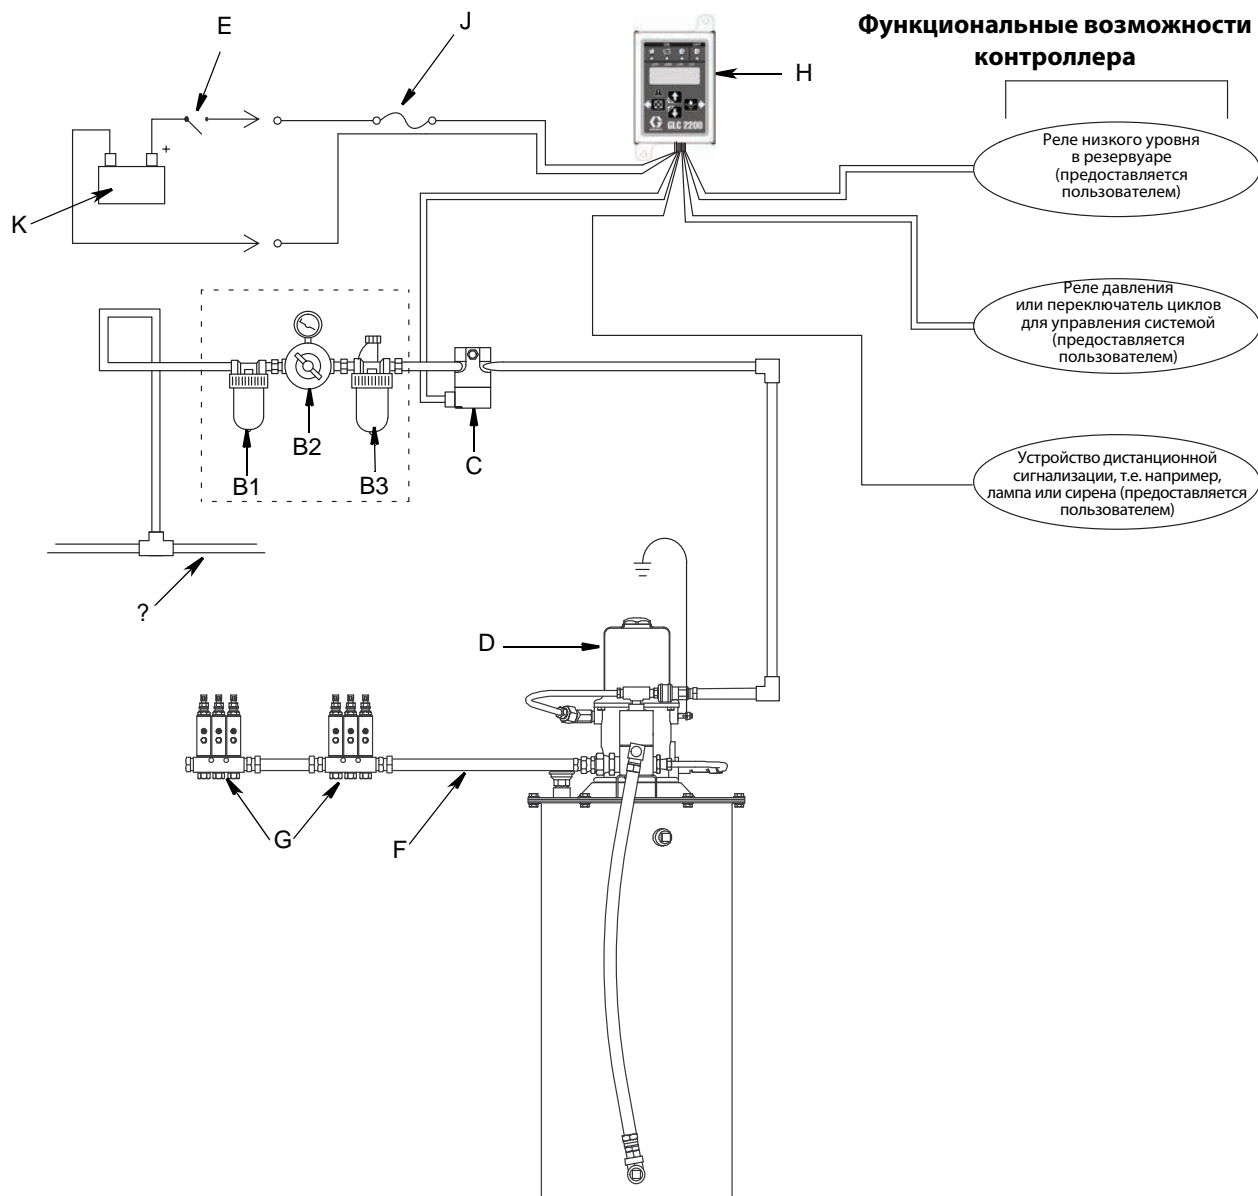 Функциональные возможности
контроллера
E
J
H
GLC 2200
Реле низкого уровня
в резервуаре
(предоставляется
пользователем)
+
K
Реле давления
или переключатель циклов
для управления системой
(предоставляется
пользователем)
B1
B2
B3
C
Устройство дистанционной
сигнализации, т.е. например,
лампа или сирена (предоставляется
пользователем)
?
D
G
F